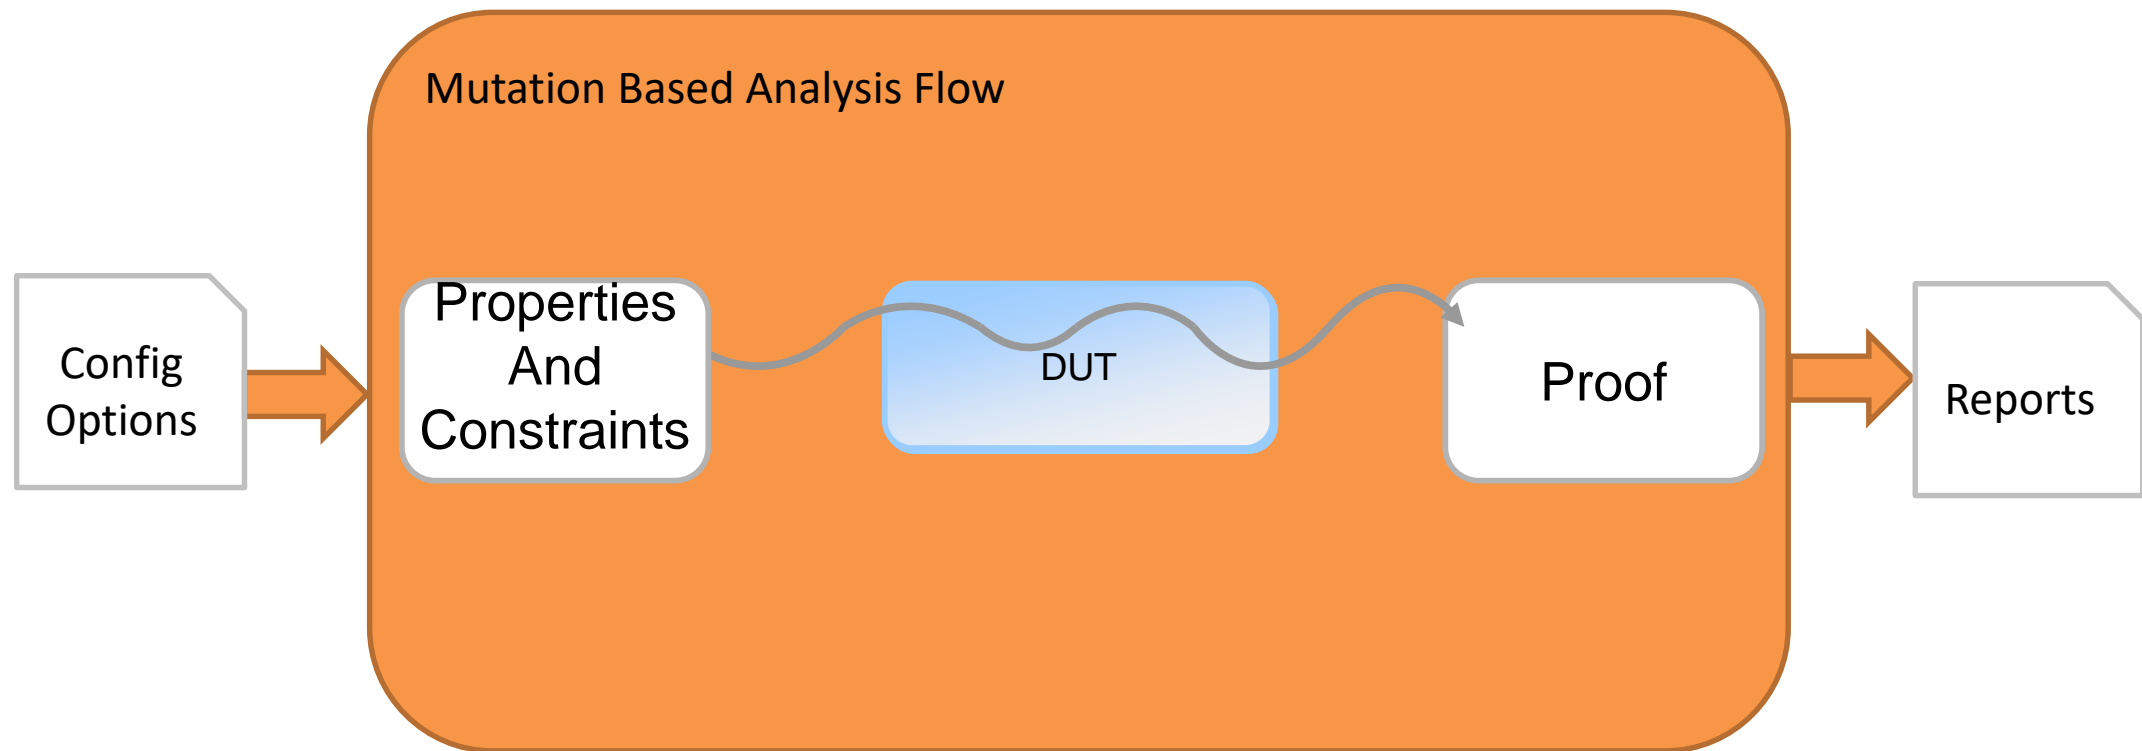 Mutation Based Analysis Flow
Config
Options
Properties
And
Constraints
DUT
Proof
Reports